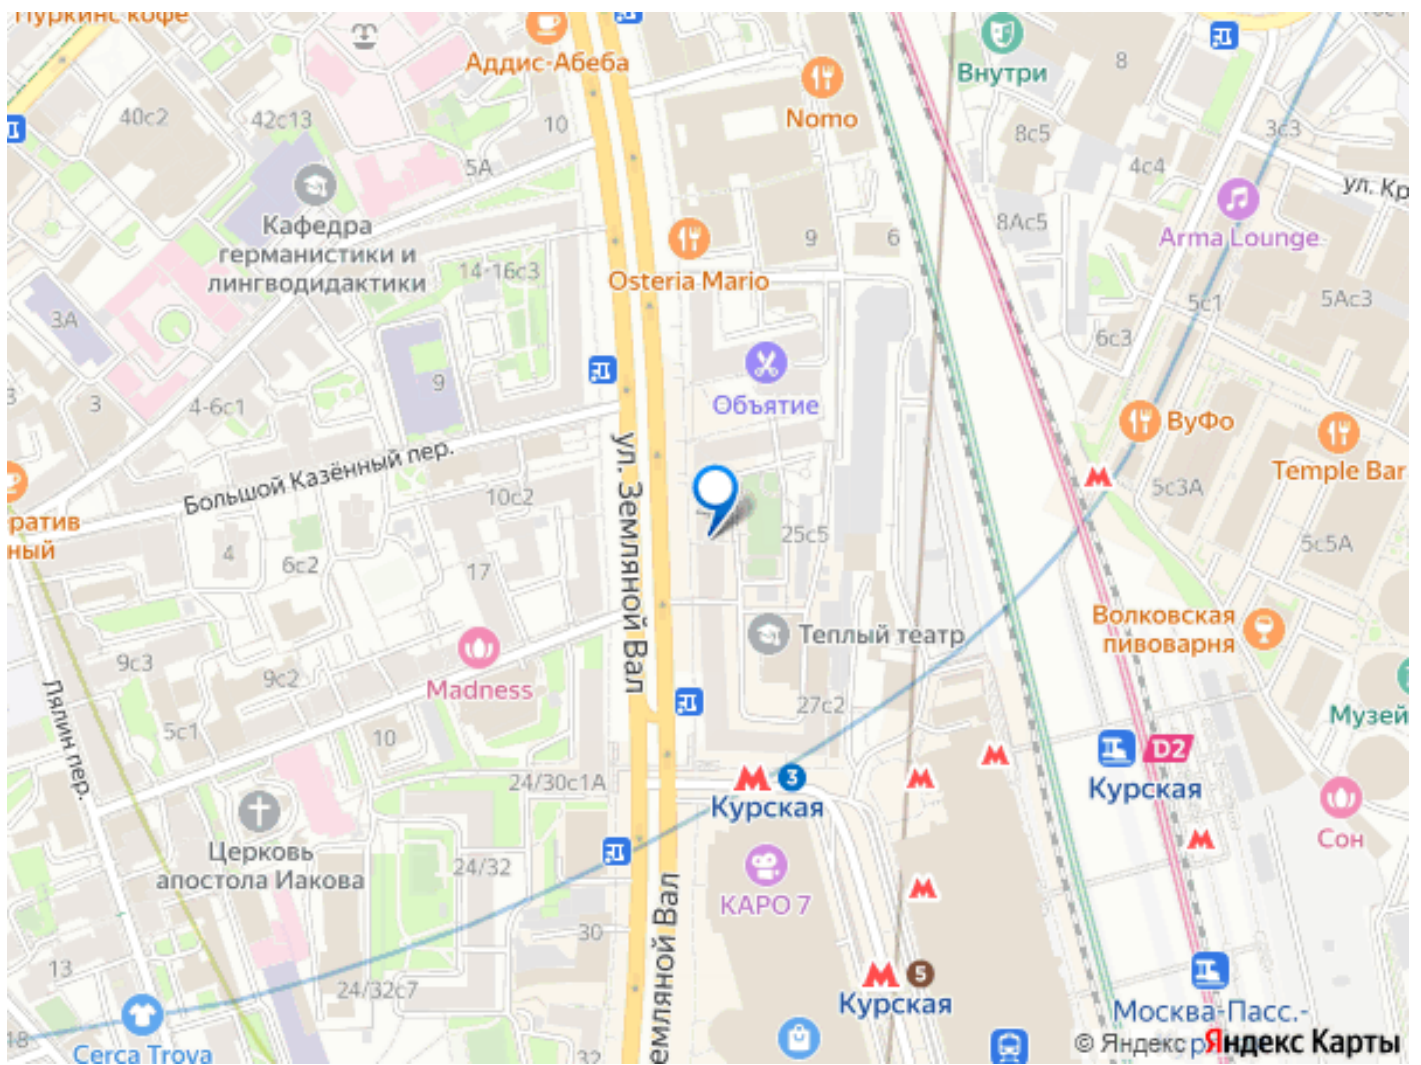 Пуркинс кофе
Аддис-Абеба
Внутри
8
Nomo
40с2
42с13
10
5А
8с5
3с3
4с4
ул. Кр
Кафедра
германистики и
лингводидактики
14-16с3
Osteria Mario
9
6
8Ас5
Arma Lounge
5с1
5Ас3
3А
6с3
9
3
3
4-6с1
Объятие
ВуФо
Temple Bar
Большой Казённый пер.
ул. Земляной Вал
10с2
5с3А
ратив
ный
4
6с2
17
25с5
5с5А
Теплый театр
Волковская
пивоварня
9с3
9с2
Madness
27с2
Музей
Лялин пер.
5с1
10
24/30с1А
3
Курская
D2
Курская
Сон
Церковь
апостола Иакова
24/32
КАРО 7
30
емляной Вал
13
24/32с7
5
Курская
Москва-Пасс.-
18
Cerca Trova
32
© Яндекс
Яндекс Карты